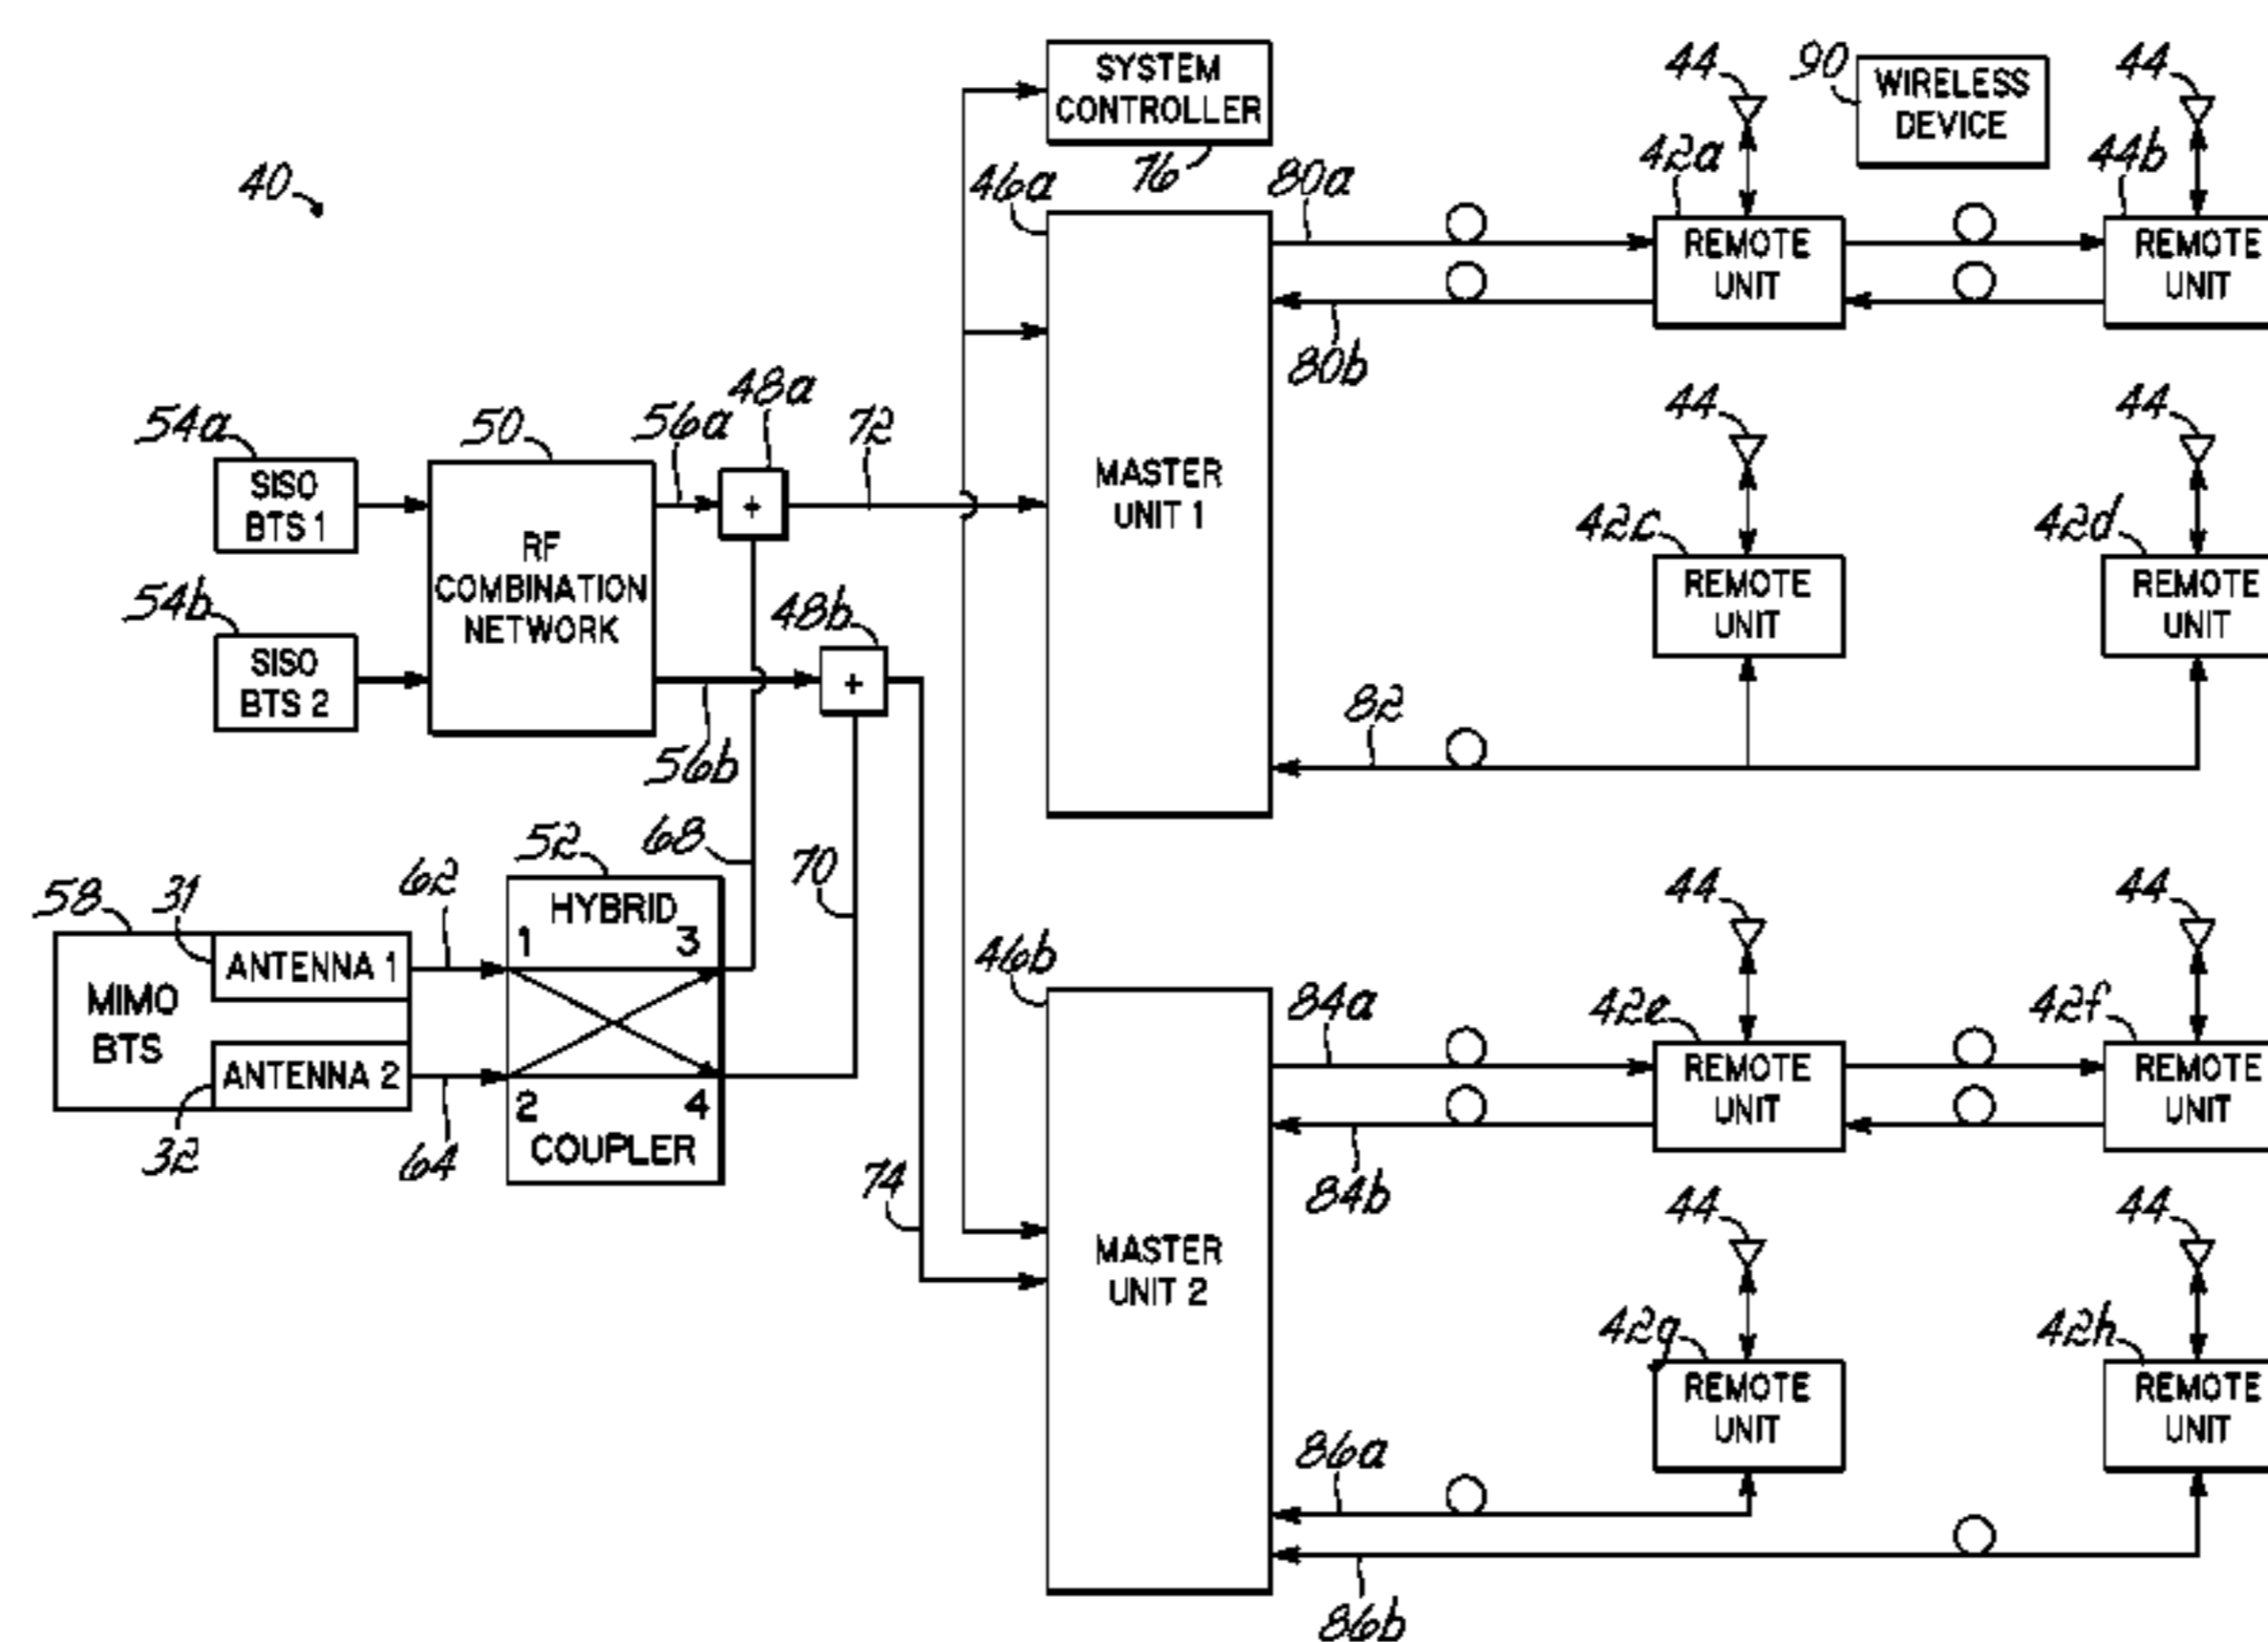 SYSTEM
CONTROLLER
76
44
90
WIRELESS
DEVICE
44
40
46a
80a
42a
44b
REMOTE
UNIT
REMOTE
UNIT
80b
54a
50
56a
48a
72
44
44
SISO
BTS 1
RF
COMBINATION
NETWORK
+
MASTER
UNIT 1
42c
42d
54b
48b
REMOTE
UNIT
REMOTE
UNIT
SISO
BTS 2
+
56b
82
52
68
70
58
31
62
HYBRID
1
3
44
44
MIMO
BTS
ANTENNA 1
46b
84a
42e
42f
ANTENNA 2
2
4
COUPLER
REMOTE
UNIT
REMOTE
UNIT
32
64
74
84b
44
44
MASTER
UNIT 2
42g
42h
REMOTE
UNIT
REMOTE
UNIT
86a
86b